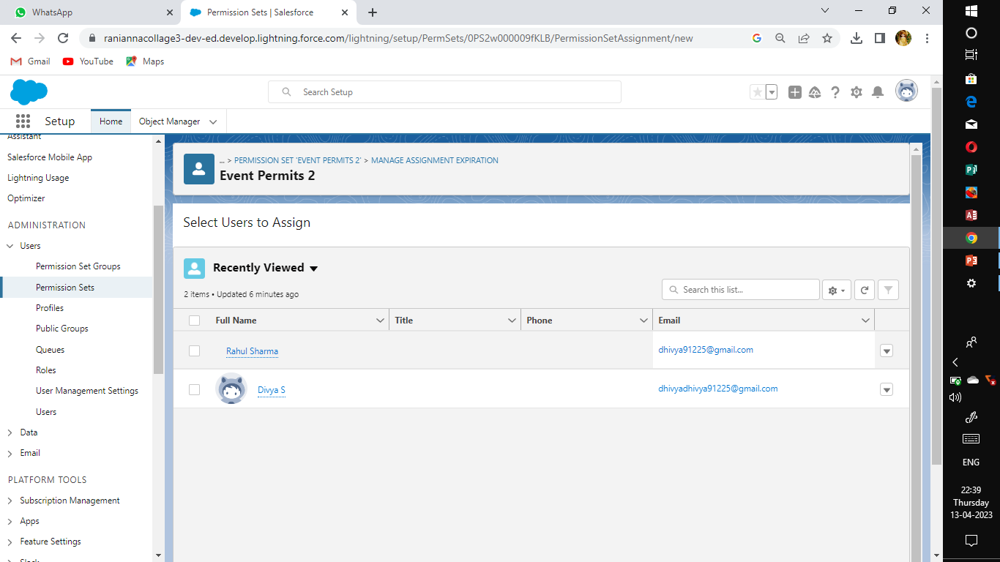 WhatsApp
Permission Sets | Salesforce
raniannacollage3-dev-ed.develop.lightning.force.com/lightning/setup/PermSets/0PS2w000009fKLB/PermissionSetAssignment/new
Gmail YouTube Maps
Search Setup
Setup Home Object Manager
Assistant
Salesforce Mobile App
Lightning Usage
Optimizer
ADMINISTRATION
Users
Permission Set Groups
Permission Sets
Profiles
Public Groups
Queues
Roles
User Management Settings
Users
Data
Email
PLATFORM TOOLS
Subscription Management
Apps
Feature Settings
Slack
... > PERMISSION SET 'EVENT PERMITS 2' > MANAGE ASSIGNMENT EXPIRATION
Event Permits 2
Select Users to Assign
Recently Viewed
2 items • Updated 6 minutes ago
Search this list...
Full Name Title Phone Email
Rahul Sharma dhivya91225@gmail.com
Divya S dhivyadhivya91225@gmail.com
ENG
22:39
Thursday
13-04-2023